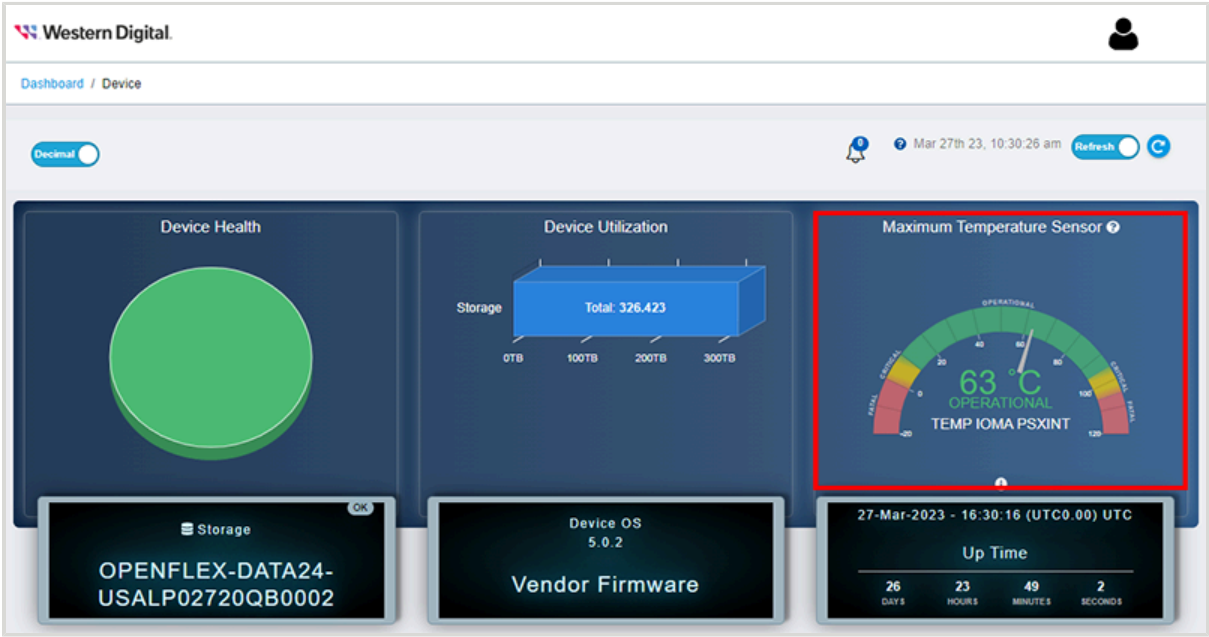 Western Digital.
Dashboard / Device
Decimal
0
Mar 27th 23, 10:30:26 am
Refresh
Device Health
Device Utilization
Storage
Total: 326.423
0TB 100TB 200TB 300TB
Maximum Temperature Sensor
OPERATIONAL
CRITICAL CRITICAL
FATAL FATAL
-20 0 20 40 60 80 100 120
63 °C
OPERATIONAL
TEMP IOMA PSXINT
OK
Storage
OPENFLEX-DATA24-
USALP02720QB0002
Device OS
5.0.2
Vendor Firmware
27-Mar-2023 - 16:30:16 (UTC0.00) UTC
Up Time
26 23 49 2
DAYS HOURS MINUTES SECONDS